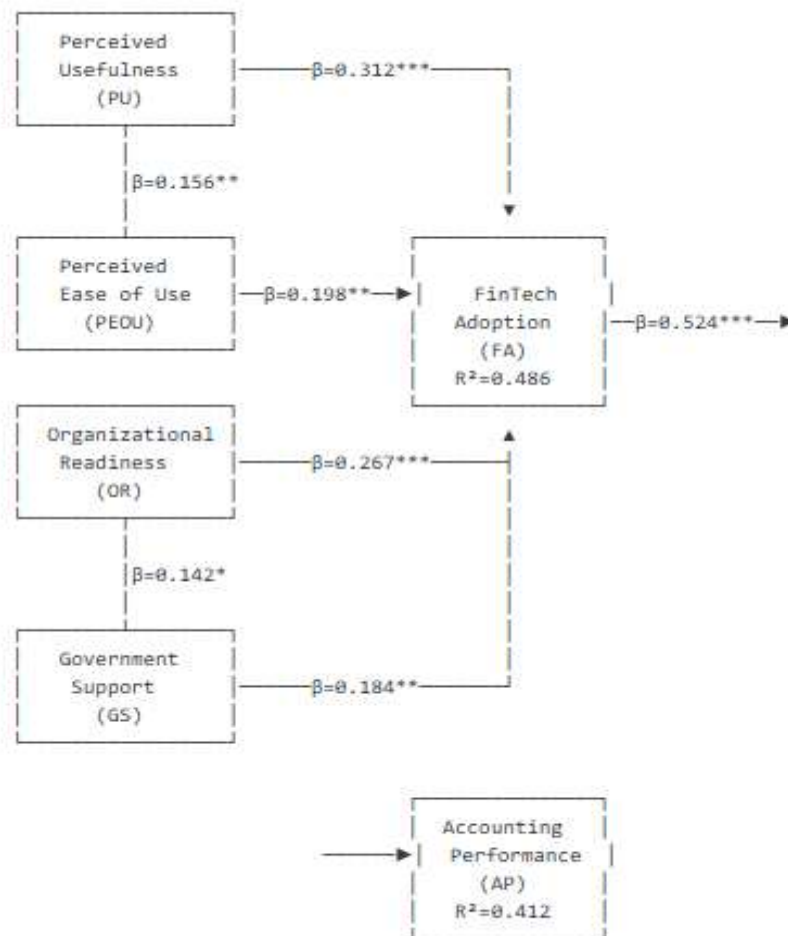 Perceived
Usefulness
(PU)
β=0.312***
β=0.156**
Perceived
Ease of Use
(PEOU)
β=0.198**
FinTech
Adoption
(FA)
R²=0.486
β=0.524***
Organizational
Readiness
(OR)
β=0.267***
β=0.142*
Government
Support
(GS)
β=0.184**
Accounting
Performance
(AP)
R²=0.412